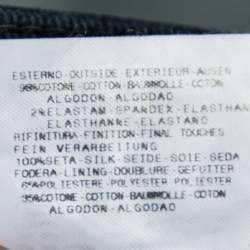 ESTERNO-OUTSIDE-EXTERIEUR-AUSEN
98%COTONE-COTTON-BAUMWOLLE-COTON
ALGODON-ALGODAO
2%ELASTAM-SPANDEX-ELASTHAN
ELASTHANNE-ELASTANO
RIFINITURA-FINITION-FINAL TOUCHES
FEIN VERARBEITUNG
100%SETA-SILK-SEIDE-SOIE-SEDA
FODERA-LINING-DOUBLURE-GEFUTTER
65%POLIESTERE-POLYESTER-POLYESTER
35%COTONE-COTTON-BAUMWOLLE-COTON
ALGODON-ALGODAO